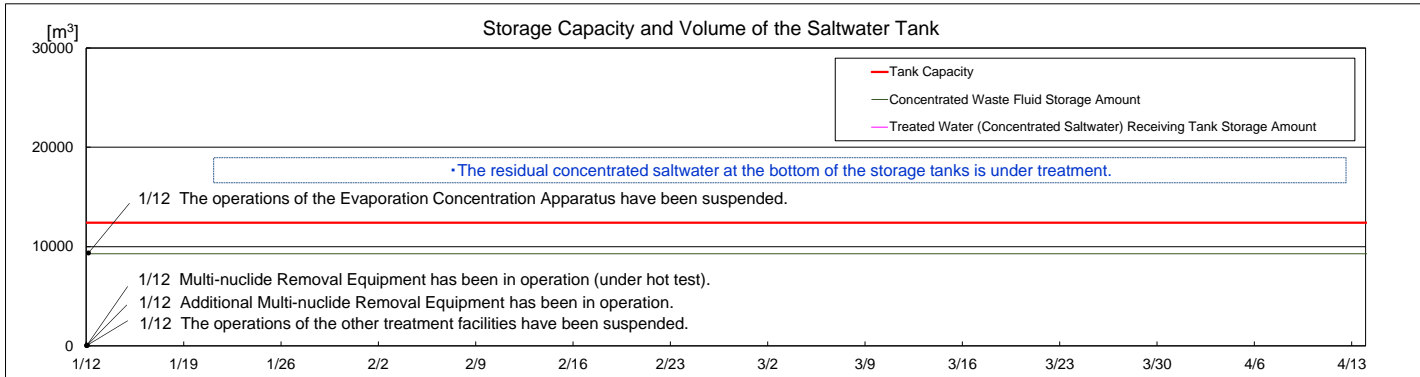 Storage Capacity and Volume of the Saltwater Tank
[m³]
30000
Tank Capacity
Concentrated Waste Fluid Storage Amount
Treated Water (Concentrated Saltwater) Receiving Tank Storage Amount
20000
・The residual concentrated saltwater at the bottom of the storage tanks is under treatment.
1/12 The operations of the Evaporation Concentration Apparatus have been suspended.
10000
1/12 Multi-nuclide Removal Equipment has been in operation (under hot test).
1/12 Additional Multi-nuclide Removal Equipment has been in operation.
1/12 The operations of the other treatment facilities have been suspended.
0
1/12 1/19 1/26 2/2 2/9 2/16 2/23 3/2 3/9 3/16 3/23 3/30 4/6 4/13